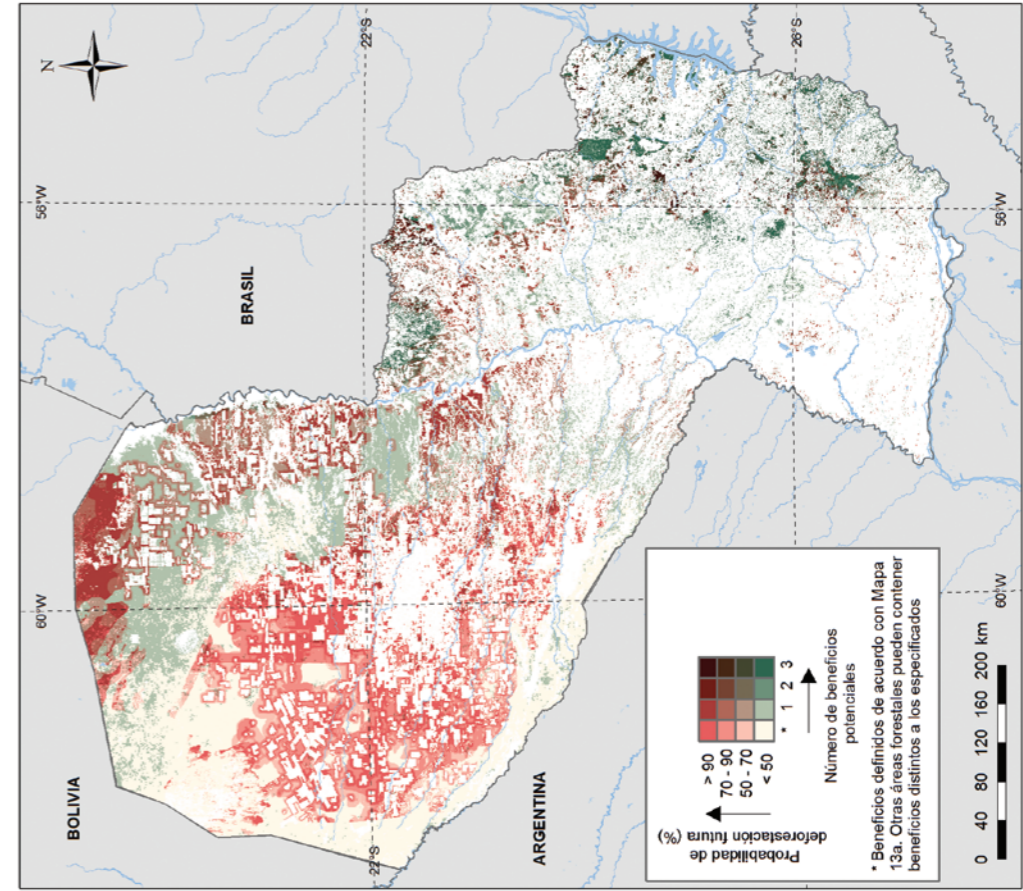 N
22°S
26°S
56°W
56°W
60°W
60°W
22°S
BRASIL
BOLIVIA
ARGENTINA
Probabilidad de
deforestación futura (%)
> 90
70 - 90
50 - 70
< 50
* 1 2 3
Número de beneficios
potenciales
* Beneficios definidos de acuerdo con Mapa
13a. Otras áreas forestales pueden contener
beneficios distintos a los especificados
0 40 80 120 160 200 km